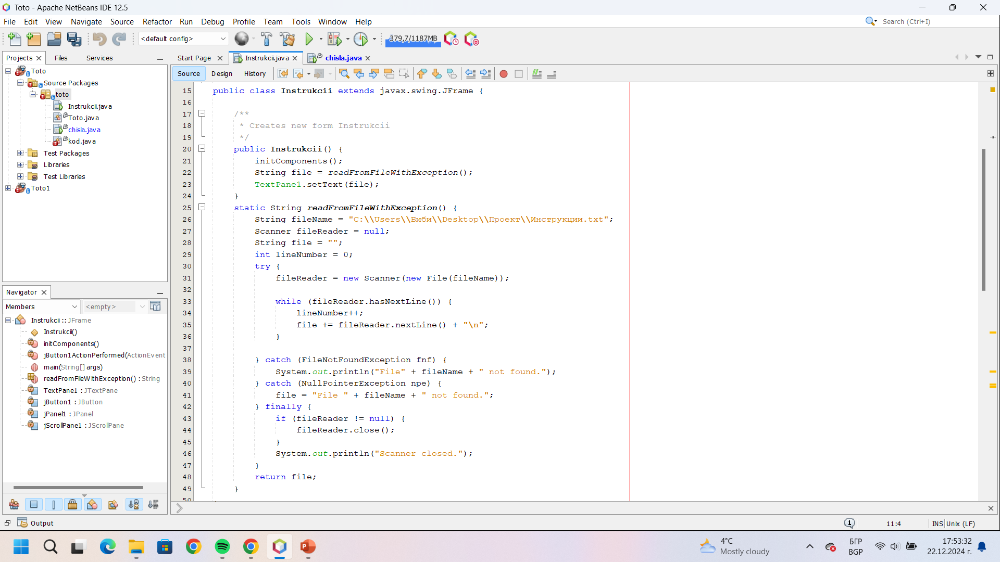 Toto - Apache NetBeans IDE 12.5
File Edit View Navigate Source Refactor Run Debug Profile Team Tools Window Help
Search (Ctrl+I)
<default config>
379,7/1187MB
Projects Files Services
Start Page Instrukcii.java chisla.java
Source Design History
Toto
Source Packages
toto
Instrukcii.java
Toto.java
chisla.java
kod.java
Test Packages
Libraries
Test Libraries
Toto1
Navigator
Members <empty>
Instrukcii :: JFrame
Instrukcii()
initComponents()
jButton1ActionPerformed(ActionEvent
main(String[] args)
readFromFileWithException() : String
TextPane1 : JTextPane
jButton1 : JButton
jPanel1 : JPanel
jScrollPane1 : JScrollPane
15 public class Instrukcii extends javax.swing.JFrame {
16
17 /**
18 * Creates new form Instrukcii
19 */
20 public Instrukcii() {
21 initComponents();
22 String file = readFromFileWithException();
23 TextPane1.setText(file);
24 }
25 static String readFromFileWithException() {
26 String fileName = "C:\\Users\\Биби\\Desktop\\Проект\\Инструкции.txt";
27 Scanner fileReader = null;
28 String file = "";
29 int lineNumber = 0;
30 try {
31 fileReader = new Scanner(new File(fileName));
32
33 while (fileReader.hasNextLine()) {
34 lineNumber++;
35 file += fileReader.nextLine() + "\n";
36 }
37
38 } catch (FileNotFoundException fnf) {
39 System.out.println("File" + fileName + " not found.");
40 } catch (NullPointerException npe) {
41 file = "File " + fileName + " not found.";
42 } finally {
43 if (fileReader != null) {
44 fileReader.close();
45 }
46 System.out.println("Scanner closed.");
47 }
48 return file;
49 }
50
Output
1 11:4 INS Unix (LF)
4°C
Mostly cloudy
БГР
BGP
17:53:32
22.12.2024 г.